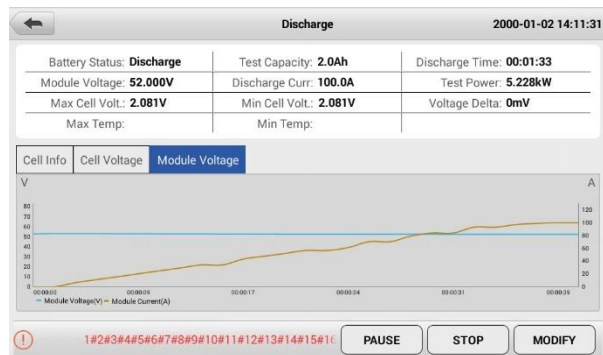 Discharge 2000-01-02 14:11:31
Battery Status: Discharge Test Capacity: 2.0Ah Discharge Time: 00:01:33
Module Voltage: 52.000V Discharge Curr: 100.0A Test Power: 5.228kW
Max Cell Volt.: 2.081V Min Cell Volt.: 2.081V Voltage Delta: 0mV
Max Temp: Min Temp:
Cell Info Cell Voltage Module Voltage
V A
80
70 120
60 100
50 80
40 60
30
20 40
10 20
0 0
00:00:03 00:00:09 00:00:17 00:00:24 00:00:31 00:00:39
Module Voltage(V) Module Current(A)
1#2#3#4#5#6#7#8#9#10#11#12#13#14#15#16 PAUSE STOP MODIFY